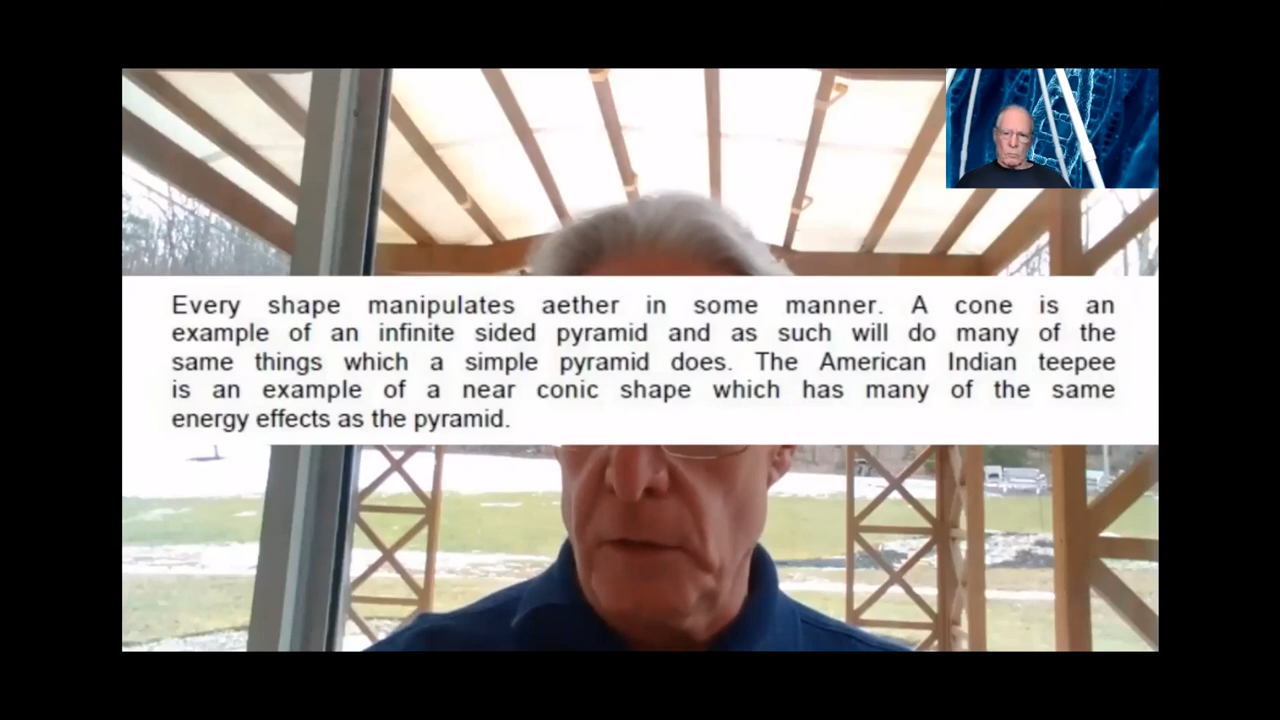 Every shape manipulates aether in some manner. A cone is an
example of an infinite sided pyramid and as such will do many of the
same things which a simple pyramid does. The American Indian teepee
is an example of a near conic shape which has many of the same
energy effects as the pyramid.